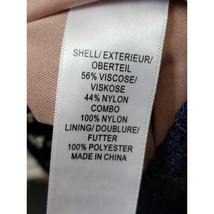 SHELL/ EXTERIEUR/
OBERTEIL
56% VISCOSE/
VISKOSE
44% NYLON
COMBO
100% NYLON
LINING/ DOUBLURE/
FUTTER
100% POLYESTER
MADE IN CHINA